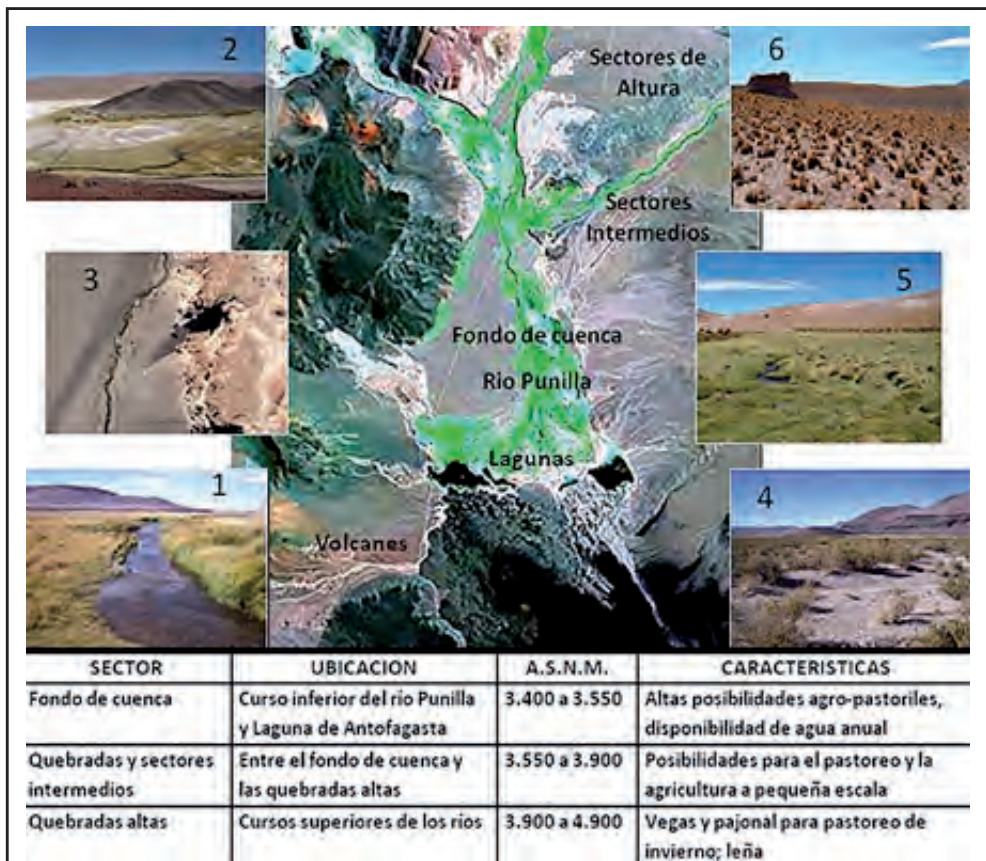 2
Sectores de
Altura
6
Sectores
Intermedios
3
5
Fondo de cuenca
Rio Punilla
Lagunas
1
4
Volcanes
SECTOR UBICACION A.S.N.M. CARACTERISTICAS
Fondo de cuenca Curso inferior del rio Punilla 3.400 a 3.550 Altas posibilidades agro-pastoriles,
y Laguna de Antofagasta disponibilidad de agua anual
Quebradas y sectores Entre el fondo de cuenca y 3.550 a 3.900 Posibilidades para el pastoreo y la
intermedios las quebradas altas agricultura a pequeña escala
Quebradas altas Cursos superiores de los rios 3.900 a 4.900 Vegas y pajonal para pastoreo de
invierno; leña